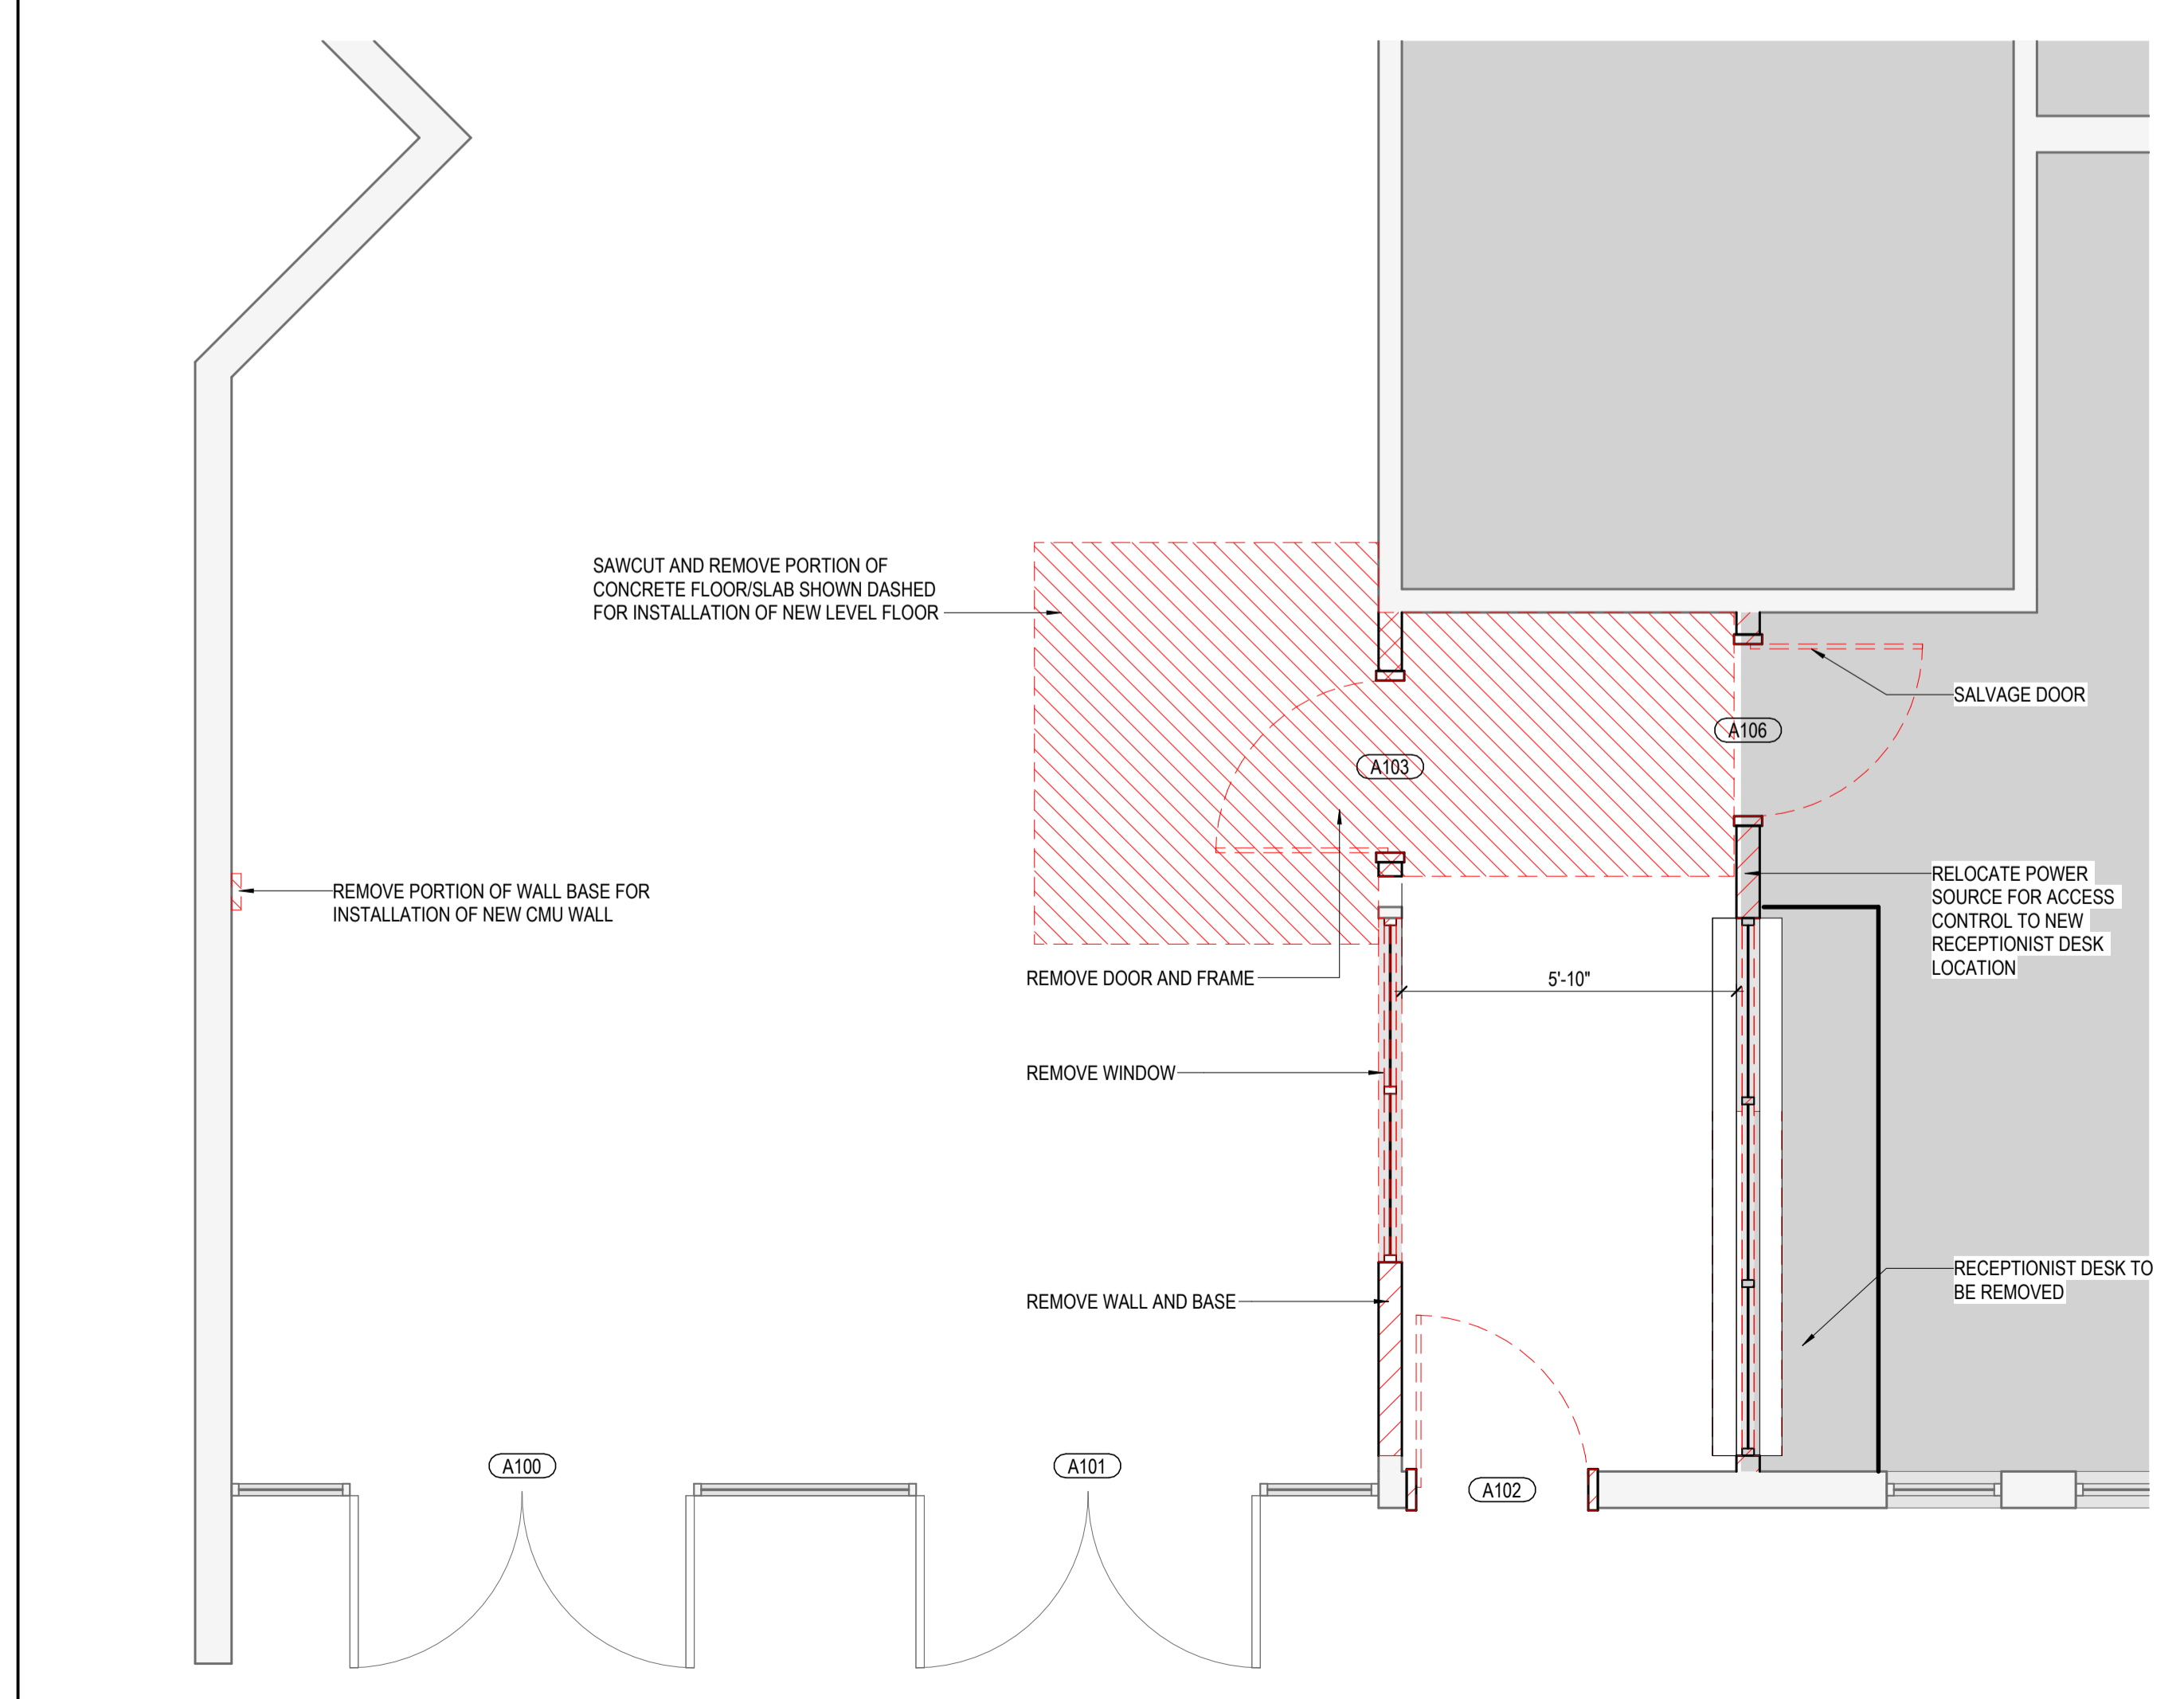 SAWCUT AND REMOVE PORTION OF
CONCRETE FLOOR/SLAB SHOWN DASHED
FOR INSTALLATION OF NEW LEVEL FLOOR
SALVAGE DOOR
A106
A103
REMOVE PORTION OF WALL BASE FOR
INSTALLATION OF NEW CMU WALL
RELOCATE POWER
SOURCE FOR ACCESS
CONTROL TO NEW
RECEPTIONIST DESK
LOCATION
REMOVE DOOR AND FRAME
5'-10"
REMOVE WINDOW
RECEPTIONIST DESK TO
BE REMOVED
REMOVE WALL AND BASE
A100
A101
A102